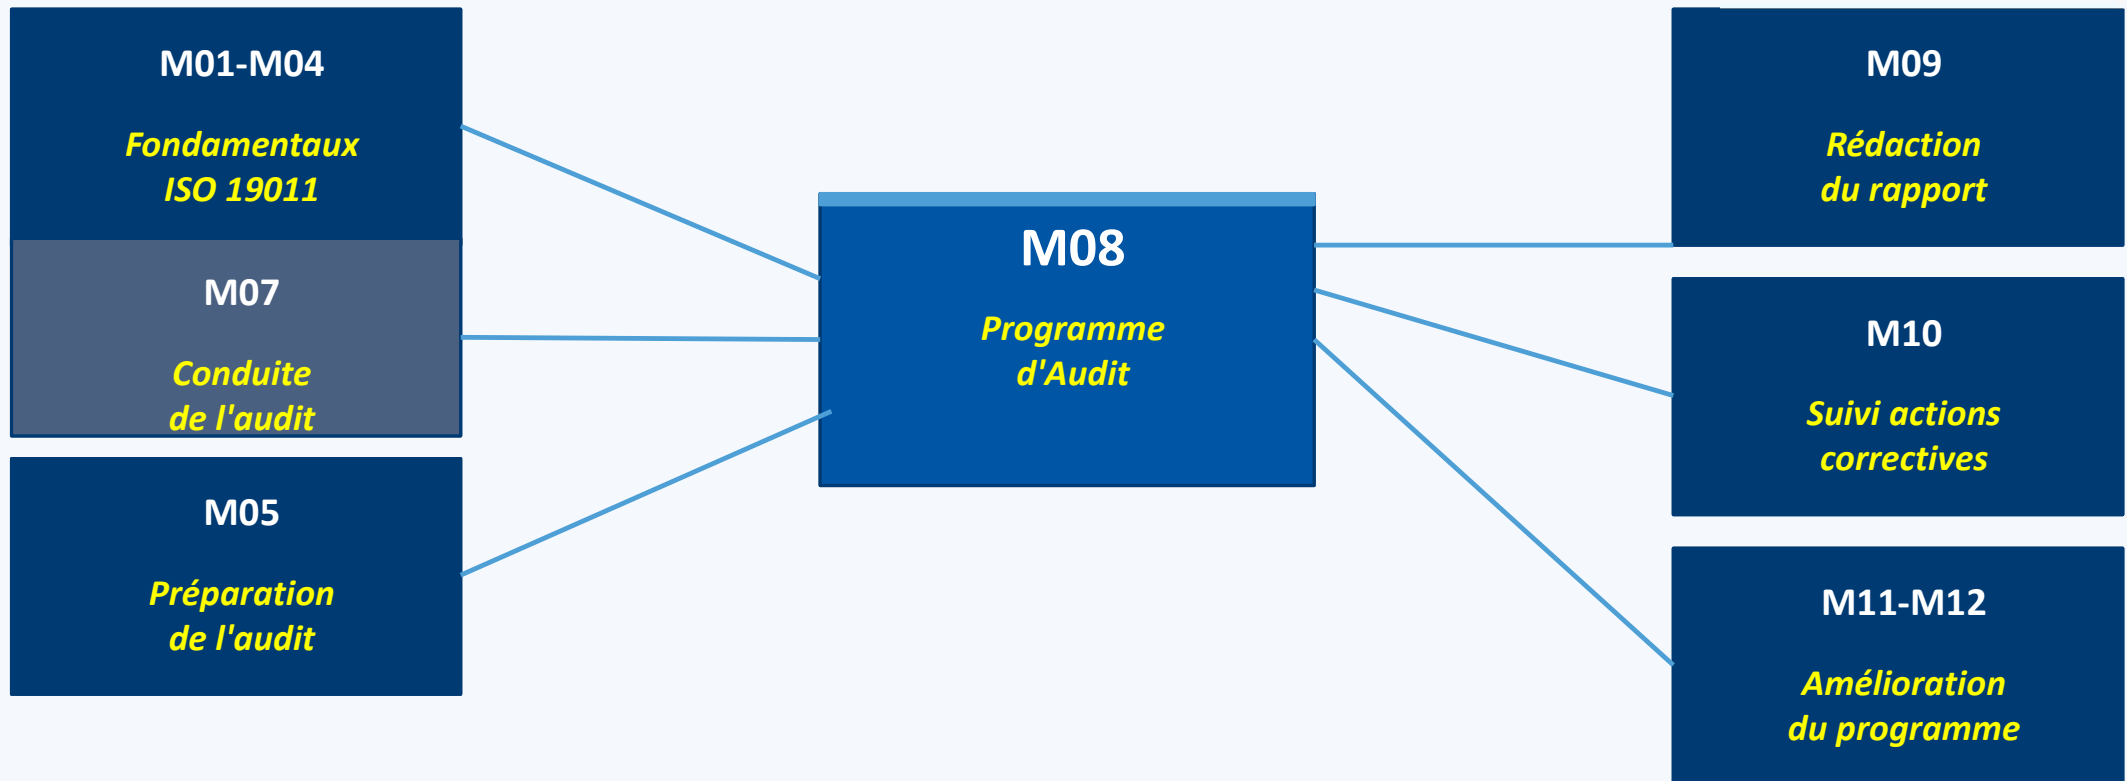 M01-M04
Fondamentaux
ISO 19011
M07
Conduite
de l'audit
M05
Préparation
de l'audit
M08
Programme
d'Audit
M09
Rédaction
du rapport
M10
Suivi actions
correctives
M11-M12
Amélioration
du programme